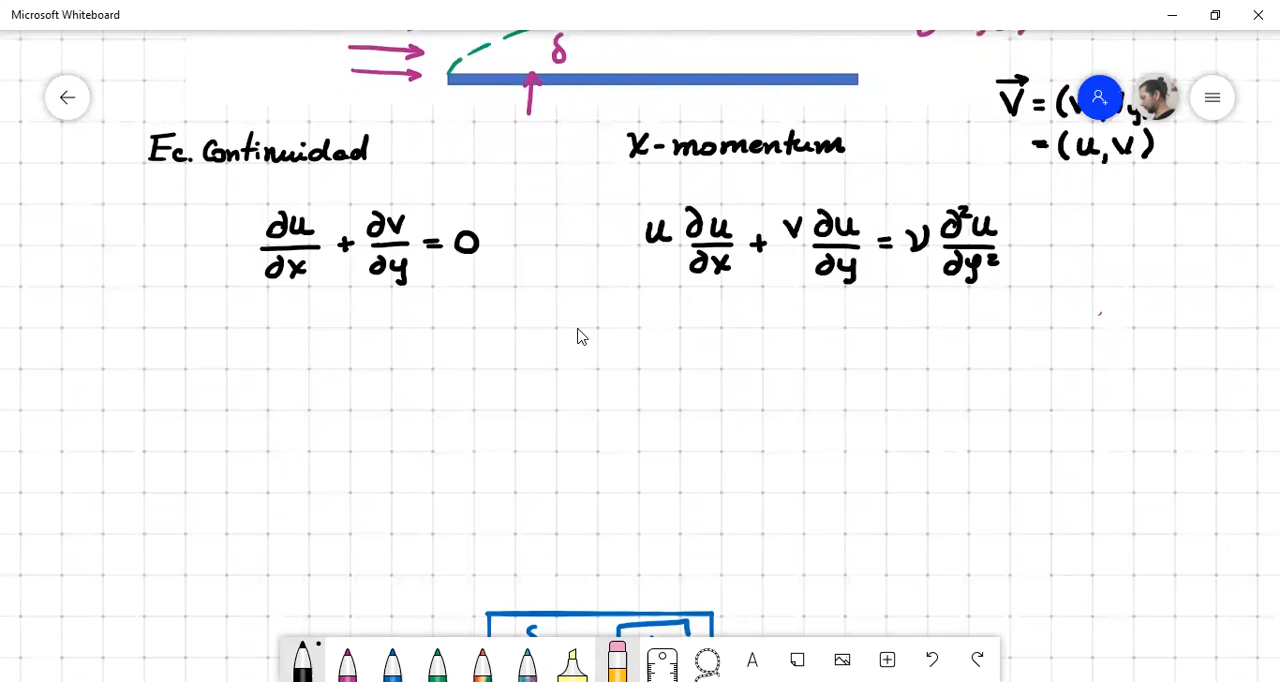 Microsoft Whiteboard
δ
Ec. Continuidad
X-momentum
= (u, v)
∂u/∂x + ∂v/∂y = 0
u ∂u/∂x + v ∂u/∂y = ν ∂²u/∂y²
A